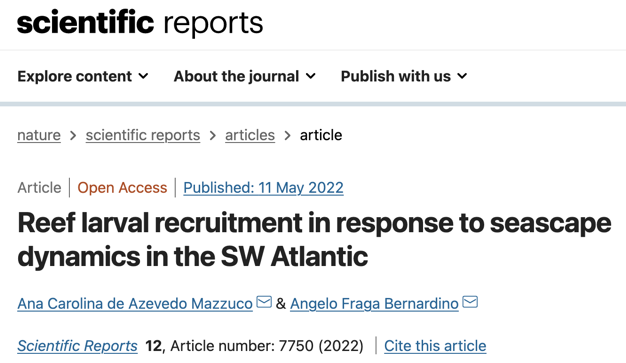 scientific reports
Explore content About the journal Publish with us
nature > scientific reports > articles > article
Article | Open Access | Published: 11 May 2022
Reef larval recruitment in response to seascape
dynamics in the SW Atlantic
Ana Carolina de Azevedo Mazzuco & Angelo Fraga Bernardino
Scientific Reports 12, Article number: 7750 (2022) | Cite this article